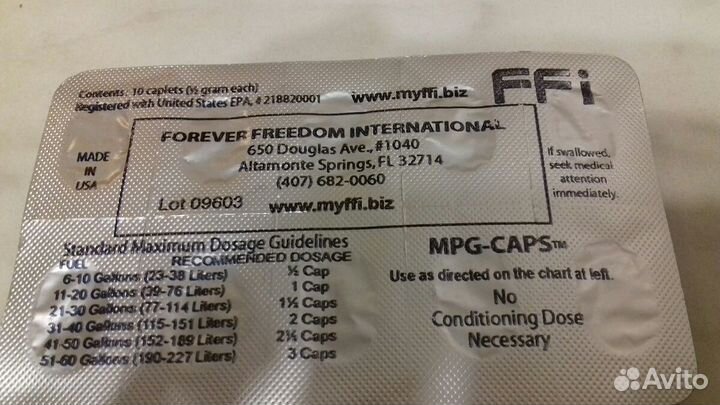 Contents: 10 caplets (½ gram each)
Registered with United States EPA, #218820001
www.myffi.biz
FFi
FOREVER FREEDOM INTERNATIONAL
650 Douglas Ave., #1040
Altamonte Springs, FL 32714
(407) 682-0060
Lot 09603 www.myffi.biz
MADE
IN
USA
If swallowed,
seek medical
attention
immediately.
Standard Maximum Dosage Guidelines
FUEL RECOMMENDED DOSAGE
6-10 Gallons (23-38 Liters) ½ Cap
11-20 Gallons (39-76 Liters) 1 Cap
21-30 Gallons (77-114 Liters) 1½ Cap
31-40 Gallons (115-151 Liters) 2 Caps
41-50 Gallons (152-189 Liters) 2½ Caps
51-60 Gallons (190-227 Liters) 3 Caps
MPG-CAPS™
Use as directed on the chart at left.
No
Conditioning Dose
Necessary
Avito